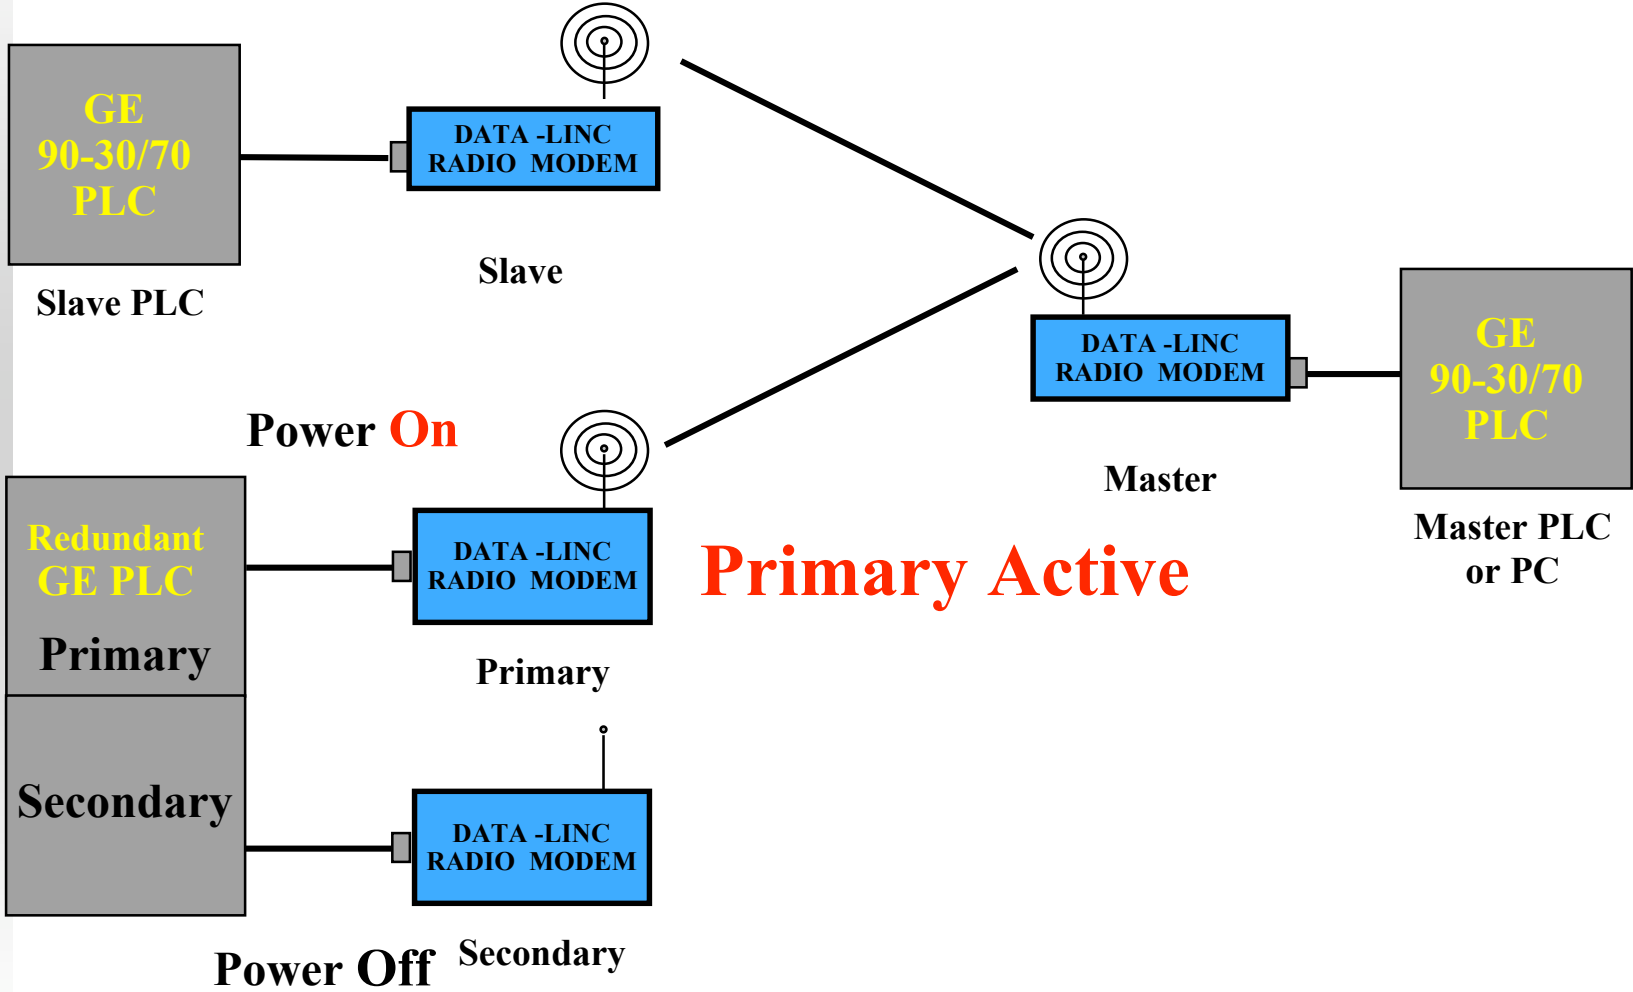 GE
90-30/70
PLC
Slave PLC
DATA -LINC
RADIO MODEM
Slave
DATA -LINC
RADIO MODEM
Master
GE
90-30/70
PLC
Master PLC
or PC
Power On
Redundant
GE PLC
Primary
DATA -LINC
RADIO MODEM
Primary
Primary Active
Secondary
DATA -LINC
RADIO MODEM
Secondary
Power Off